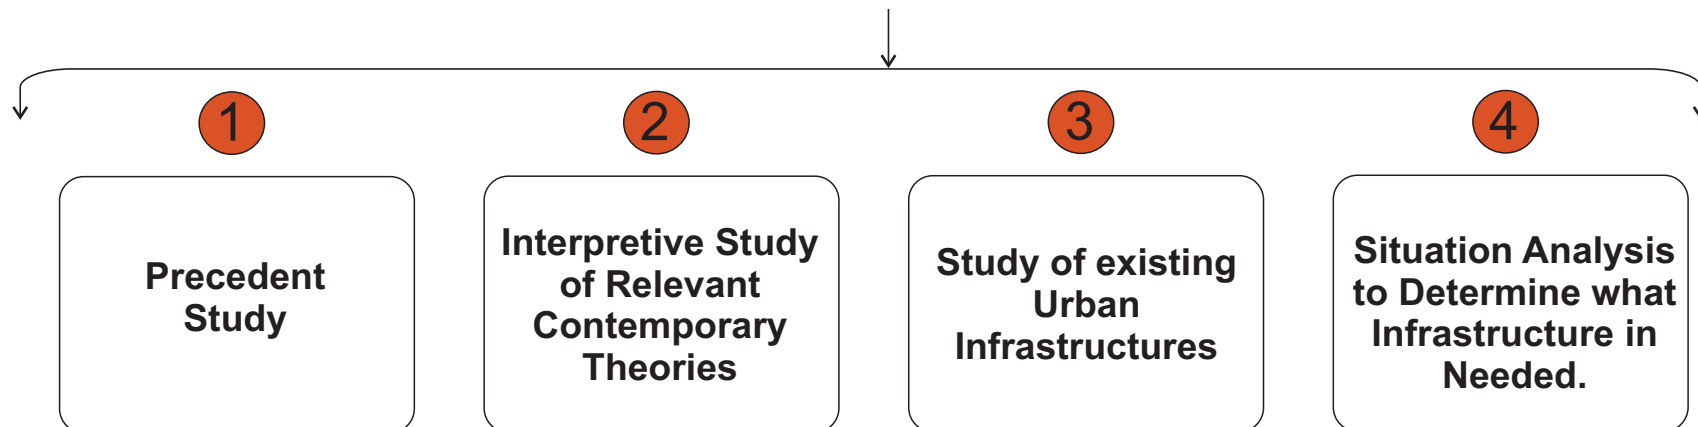 1
Precedent
Study
2
Interpretive Study
of Relevant
Contemporary
Theories
3
Study of existing
Urban
Infrastructures
4
Situation Analysis
to Determine what
Infrastructure in
Needed.